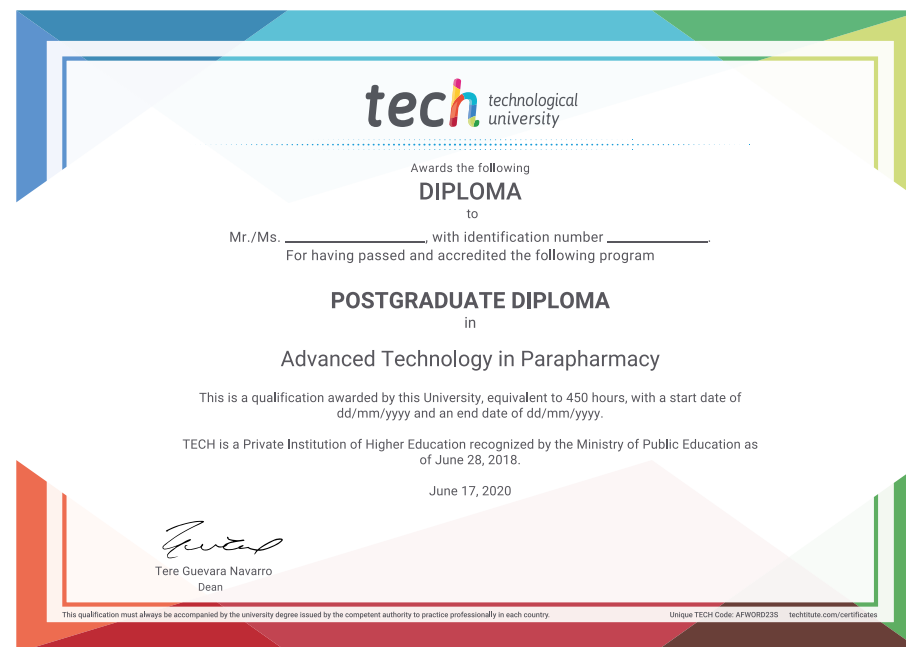 tech technological
university
Awards the following
DIPLOMA
to
Mr./Ms. ____________________, with identification number ______________.
For having passed and accredited the following program
POSTGRADUATE DIPLOMA
in
Advanced Technology in Parapharmacy
This is a qualification awarded by this University, equivalent to 450 hours, with a start date of
dd/mm/yyyy and an end date of dd/mm/yyyy.
TECH is a Private Institution of Higher Education recognized by the Ministry of Public Education as
of June 28, 2018.
June 17, 2020
Tere Guevara Navarro
Dean
This qualification must always be accompanied by the university degree issued by the competent authority to practice professionally in each country. Unique TECH Code: AFWORD23S techtitute.com/certificates